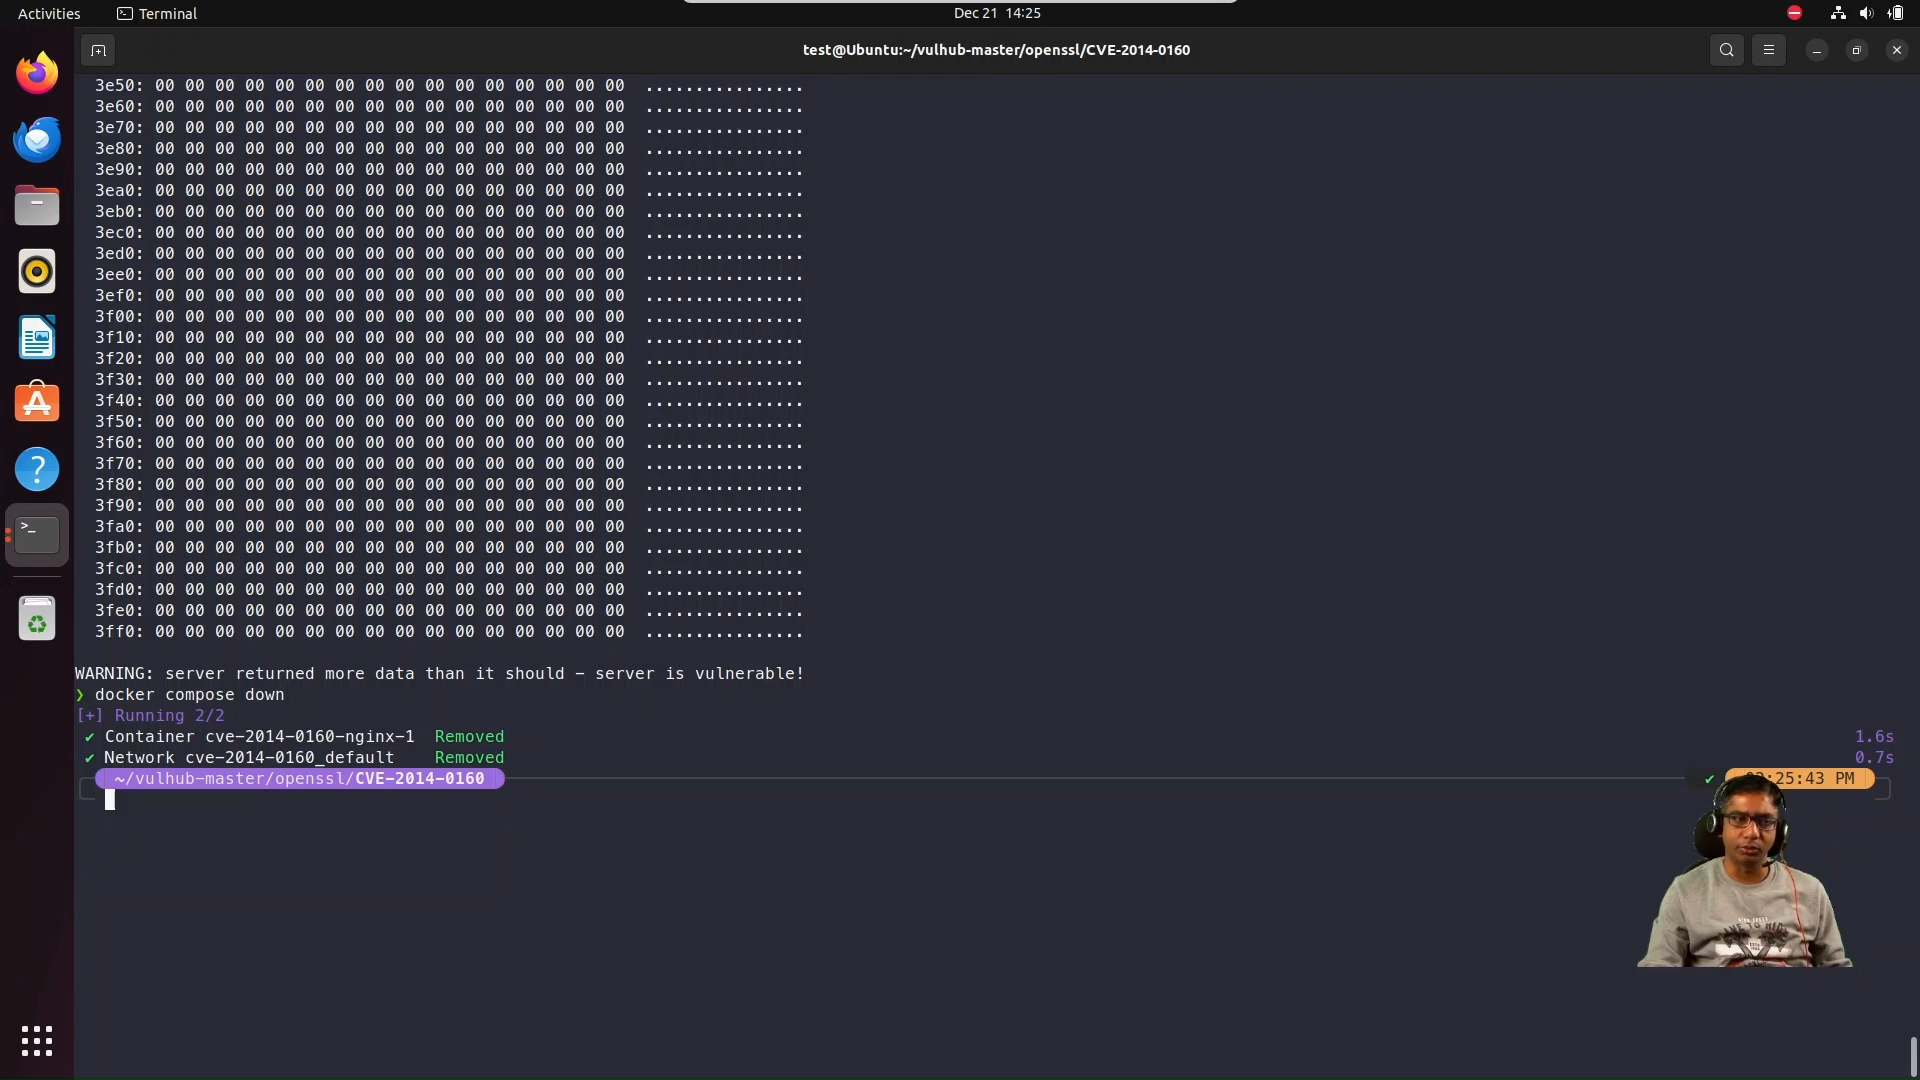 Activities Terminal Dec 21 14:25
test@Ubuntu:~/vulhub-master/openssl/CVE-2014-0160
3e50: 00 00 00 00 00 00 00 00 00 00 00 00 00 00 00 00 ................
3e60: 00 00 00 00 00 00 00 00 00 00 00 00 00 00 00 00 ................
3e70: 00 00 00 00 00 00 00 00 00 00 00 00 00 00 00 00 ................
3e80: 00 00 00 00 00 00 00 00 00 00 00 00 00 00 00 00 ................
3e90: 00 00 00 00 00 00 00 00 00 00 00 00 00 00 00 00 ................
3ea0: 00 00 00 00 00 00 00 00 00 00 00 00 00 00 00 00 ................
3eb0: 00 00 00 00 00 00 00 00 00 00 00 00 00 00 00 00 ................
3ec0: 00 00 00 00 00 00 00 00 00 00 00 00 00 00 00 00 ................
3ed0: 00 00 00 00 00 00 00 00 00 00 00 00 00 00 00 00 ................
3ee0: 00 00 00 00 00 00 00 00 00 00 00 00 00 00 00 00 ................
3ef0: 00 00 00 00 00 00 00 00 00 00 00 00 00 00 00 00 ................
3f00: 00 00 00 00 00 00 00 00 00 00 00 00 00 00 00 00 ................
3f10: 00 00 00 00 00 00 00 00 00 00 00 00 00 00 00 00 ................
3f20: 00 00 00 00 00 00 00 00 00 00 00 00 00 00 00 00 ................
3f30: 00 00 00 00 00 00 00 00 00 00 00 00 00 00 00 00 ................
3f40: 00 00 00 00 00 00 00 00 00 00 00 00 00 00 00 00 ................
3f50: 00 00 00 00 00 00 00 00 00 00 00 00 00 00 00 00 ................
3f60: 00 00 00 00 00 00 00 00 00 00 00 00 00 00 00 00 ................
3f70: 00 00 00 00 00 00 00 00 00 00 00 00 00 00 00 00 ................
3f80: 00 00 00 00 00 00 00 00 00 00 00 00 00 00 00 00 ................
3f90: 00 00 00 00 00 00 00 00 00 00 00 00 00 00 00 00 ................
3fa0: 00 00 00 00 00 00 00 00 00 00 00 00 00 00 00 00 ................
3fb0: 00 00 00 00 00 00 00 00 00 00 00 00 00 00 00 00 ................
3fc0: 00 00 00 00 00 00 00 00 00 00 00 00 00 00 00 00 ................
3fd0: 00 00 00 00 00 00 00 00 00 00 00 00 00 00 00 00 ................
3fe0: 00 00 00 00 00 00 00 00 00 00 00 00 00 00 00 00 ................
3ff0: 00 00 00 00 00 00 00 00 00 00 00 00 00 00 00 00 ................
WARNING: server returned more data than it should - server is vulnerable!
❯ docker compose down
[+] Running 2/2
✔ Container cve-2014-0160-nginx-1 Removed 1.6s
✔ Network cve-2014-0160_default Removed 0.7s
~/vulhub-master/openssl/CVE-2014-0160 ✔ :25:43 PM